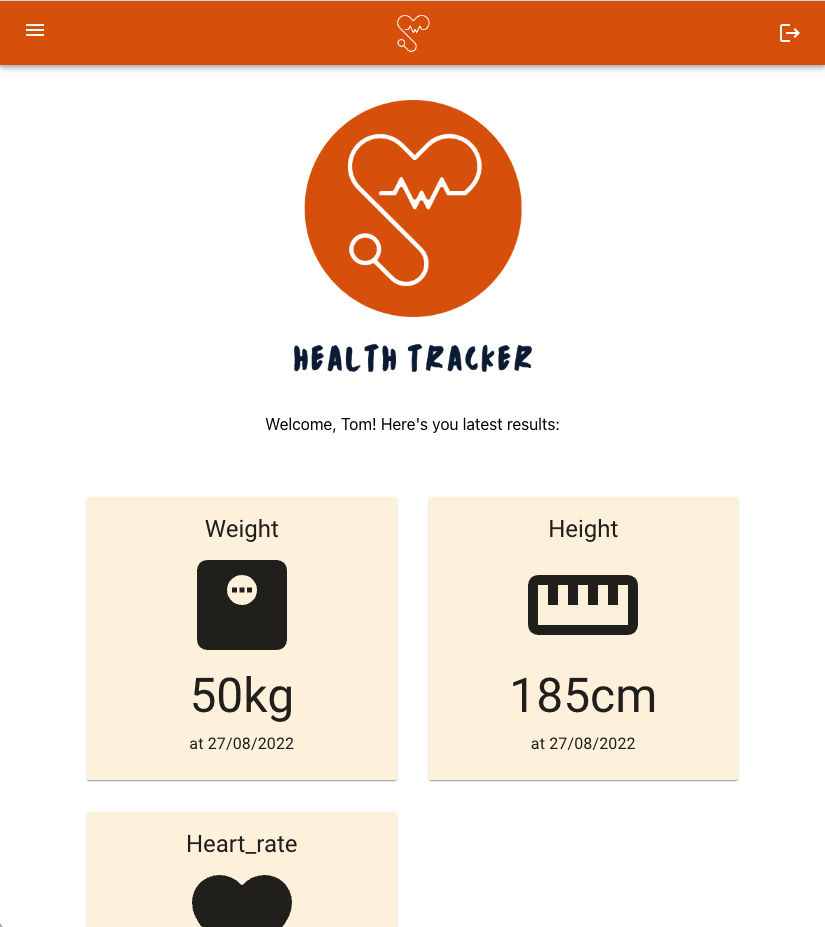 HEALTH TRACKER
Welcome, Tom! Here's you latest results:
Weight
50kg
at 27/08/2022
Height
185cm
at 27/08/2022
Heart_rate